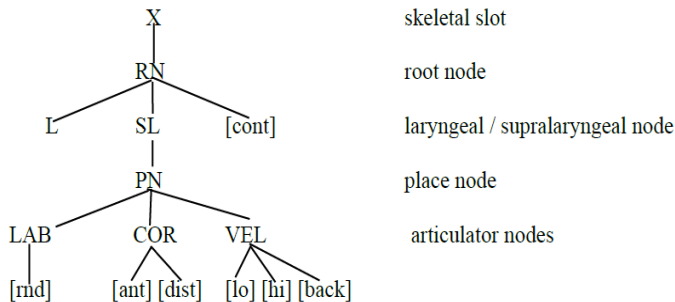 X skeletal slot
RN root node
L SL [cont] laryngeal / supralaryngeal node
PN place node
LAB COR VEL articulator nodes
[rnd] [ant] [dist] [lo] [hi] [back]